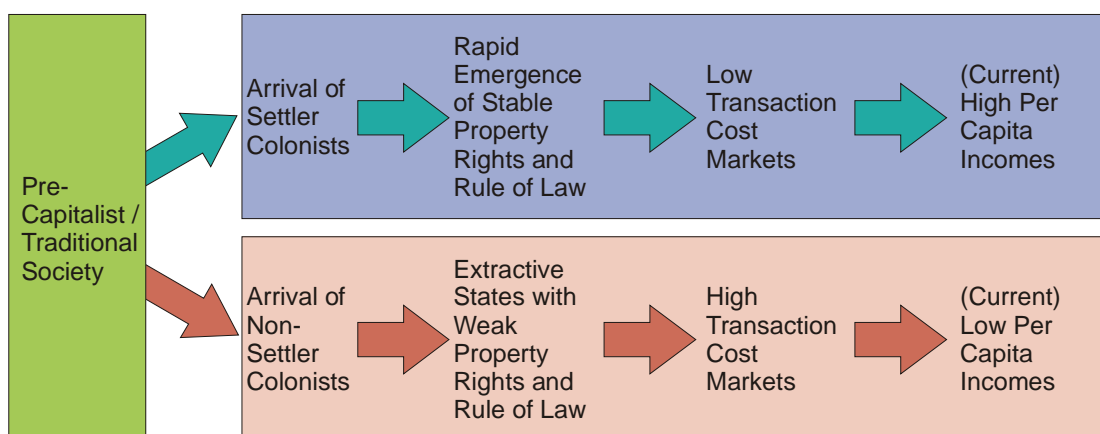 Pre-
Capitalist /
Traditional
Society
Arrival of
Settler
Colonists
Rapid
Emergence
of Stable
Property
Rights and
Rule of Law
Low
Transaction
Cost
Markets
(Current)
High Per
Capita
Incomes
Arrival of
Non-
Settler
Colonists
Extractive
States with
Weak
Property
Rights and
Rule of Law
High
Transaction
Cost
Markets
(Current)
Low Per
Capita
Incomes